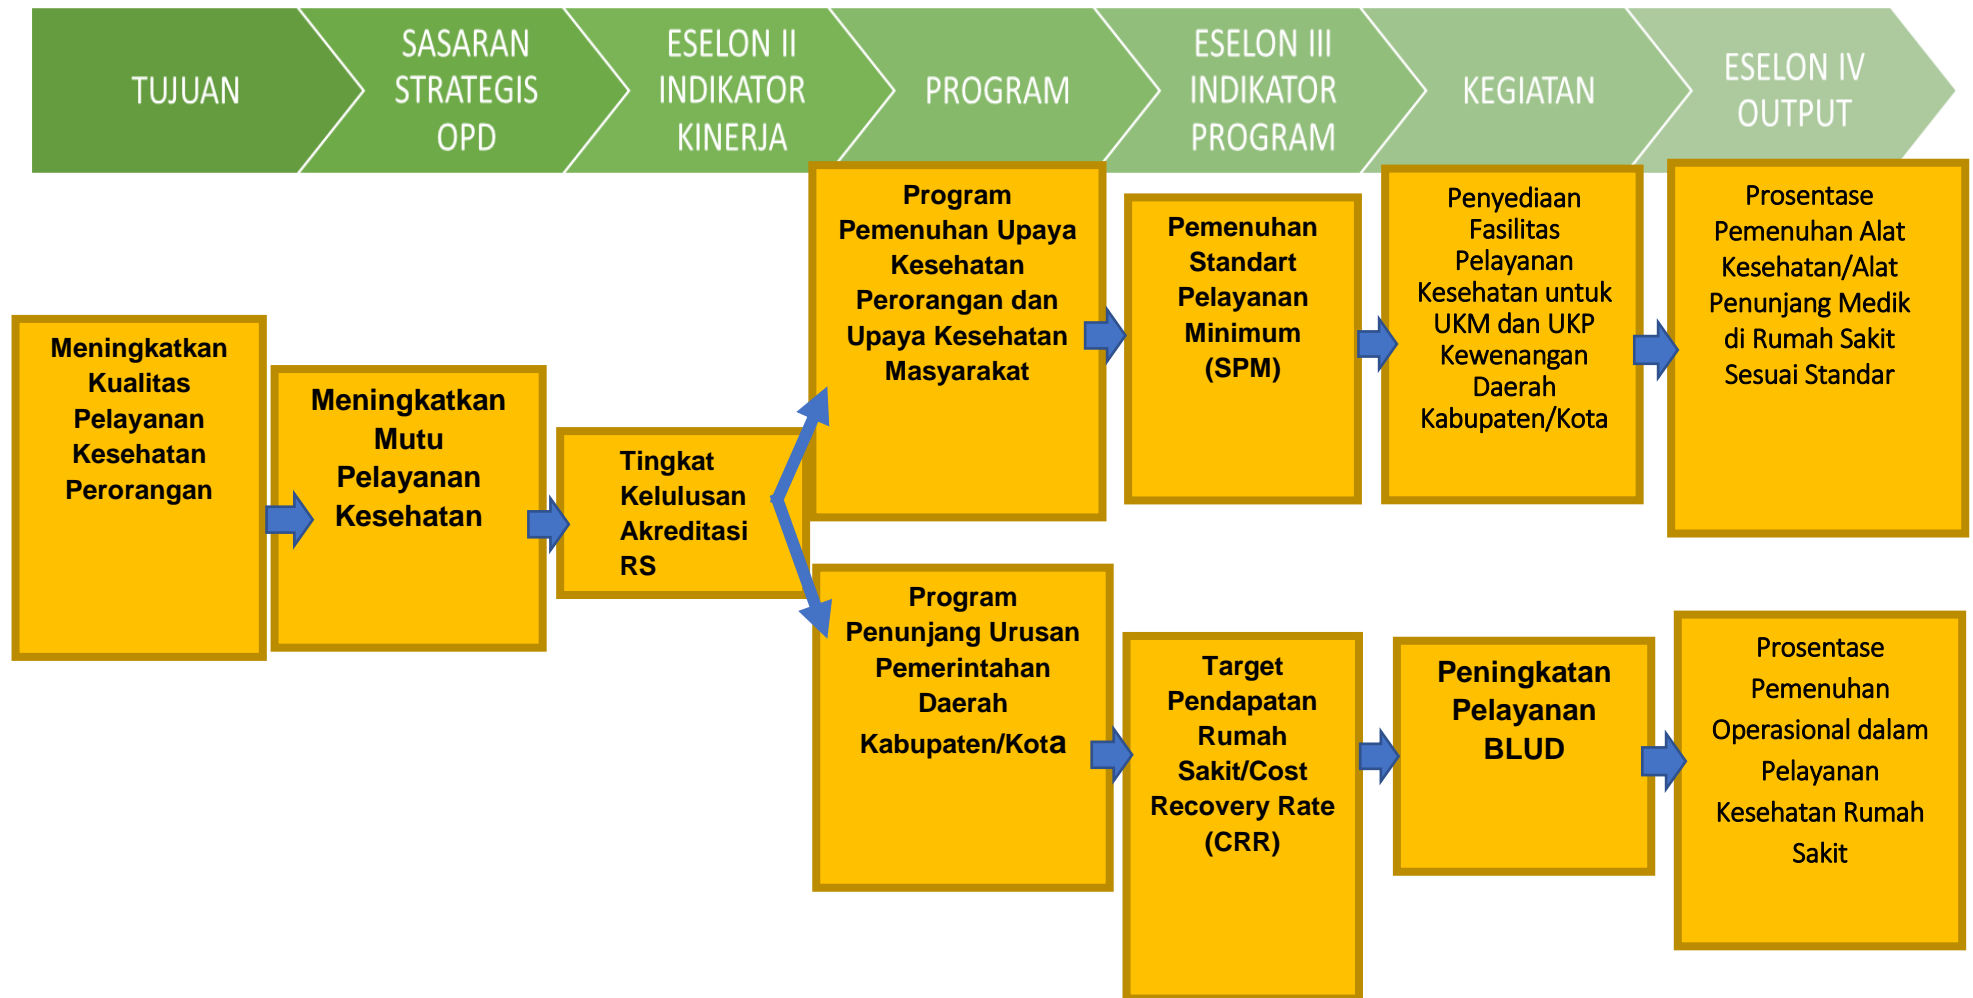 TUJUAN
SASARAN
STRATEGIS
OPD
ESELON II
INDIKATOR
KINERJA
PROGRAM
ESELON III
INDIKATOR
PROGRAM
KEGIATAN
ESELON IV
OUTPUT
Meningkatkan
Kualitas
Pelayanan
Kesehatan
Perorangan
Meningkatkan
Mutu
Pelayanan
Kesehatan
Tingkat
Kelulusan
Akreditasi
RS
Program
Pemenuhan Upaya
Kesehatan
Perorangan dan
Upaya Kesehatan
Masyarakat
Pemenuhan
Standart
Pelayanan
Minimum
(SPM)
Penyediaan
Fasilitas
Pelayanan
Kesehatan untuk
UKM dan UKP
Kewenangan
Daerah
Kabupaten/Kota
Prosentase
Pemenuhan Alat
Kesehatan/Alat
Penunjang Medik
di Rumah Sakit
Sesuai Standar
Program
Penunjang Urusan
Pemerintahan
Daerah
Kabupaten/Kota
Target
Pendapatan
Rumah
Sakit/Cost
Recovery Rate
(CRR)
Peningkatan
Pelayanan
BLUD
Prosentase
Pemenuhan
Operasional dalam
Pelayanan
Kesehatan Rumah
Sakit